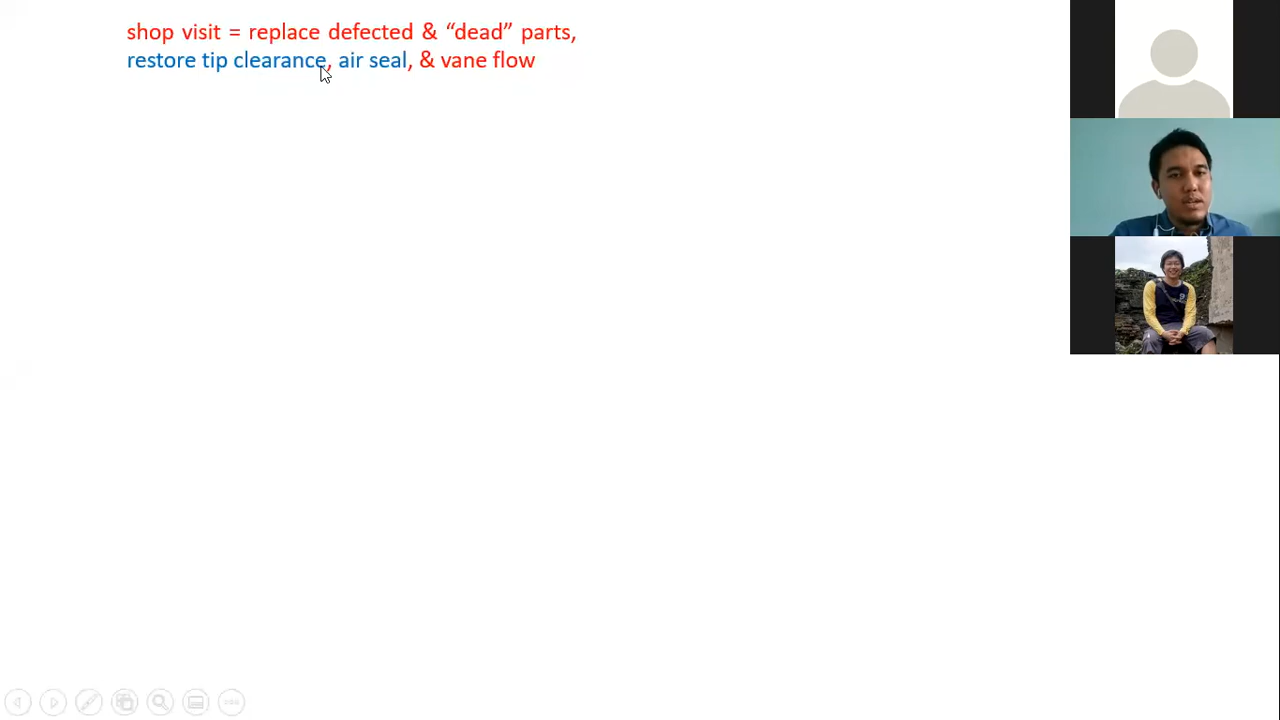 shop visit = replace defected & “dead” parts,
restore tip clearance, air seal, & vane flow